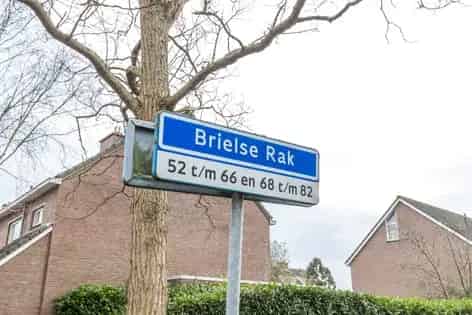 Brielse Rak
52 t/m 66 en 68 t/m 82